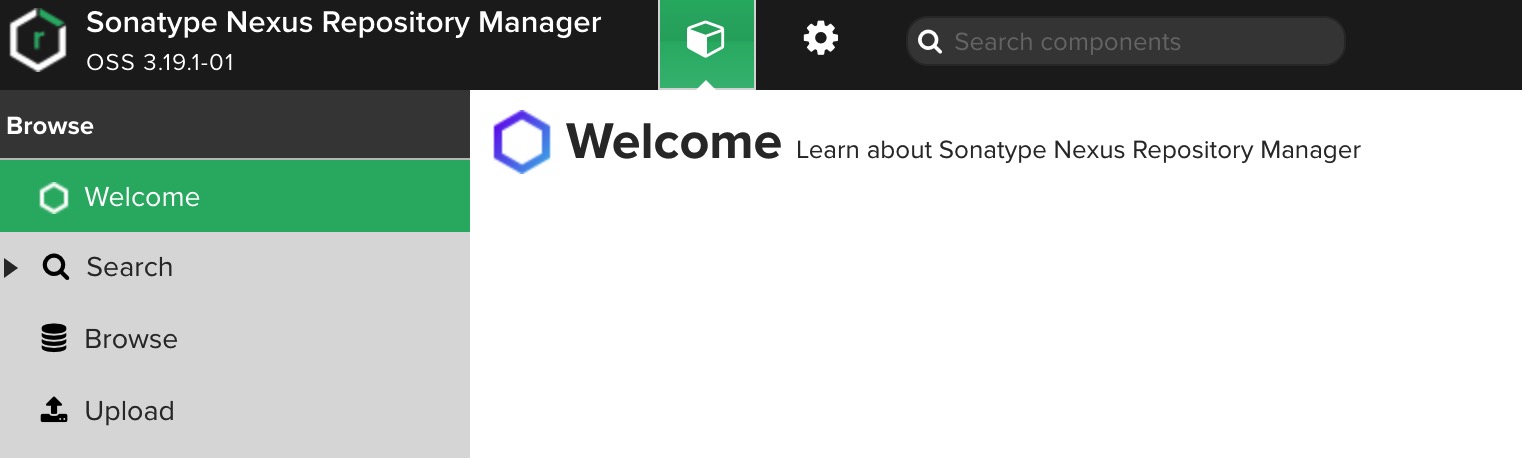 Sonatype Nexus Repository Manager
OSS 3.19.1-01
Search components
Browse
Welcome
Search
Browse
Upload
Welcome Learn about Sonatype Nexus Repository Manager
r